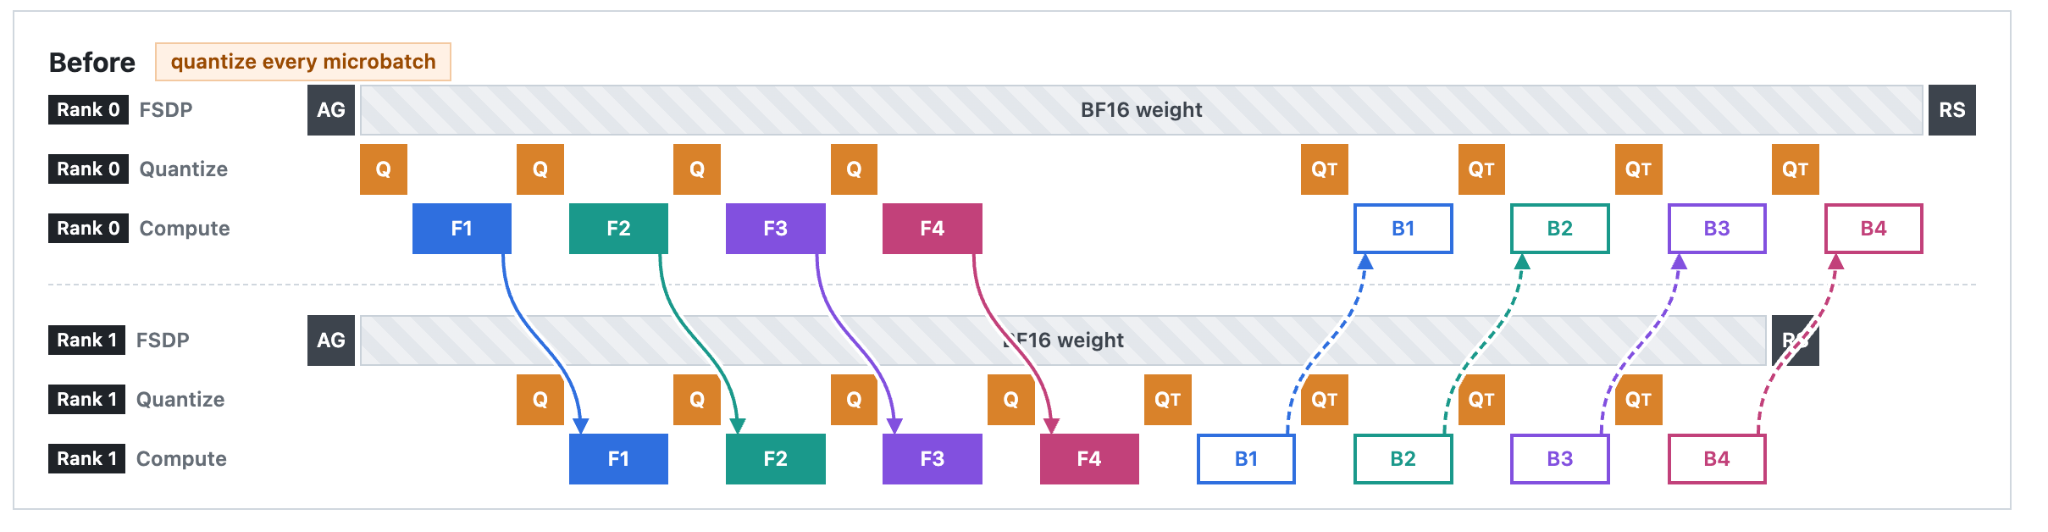 Before quantize every microbatch
Rank 0 FSDP AG BF16 weight RS
Rank 0 Quantize Q Q Q Q QT QT QT QT
Rank 0 Compute F1 F2 F3 F4 B1 B2 B3 B4
Rank 1 FSDP AG BF16 weight RS
Rank 1 Quantize Q Q Q Q QT QT QT QT
Rank 1 Compute F1 F2 F3 F4 B1 B2 B3 B4